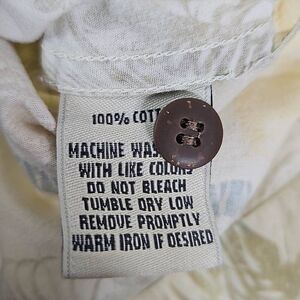 100% COTT
MACHINE WAS
WITH LIKE COLORS
DO NOT BLEACH
TUMBLE DRY LOW
REMOVE PROMPTLY
WARM IRON IF DESIRED